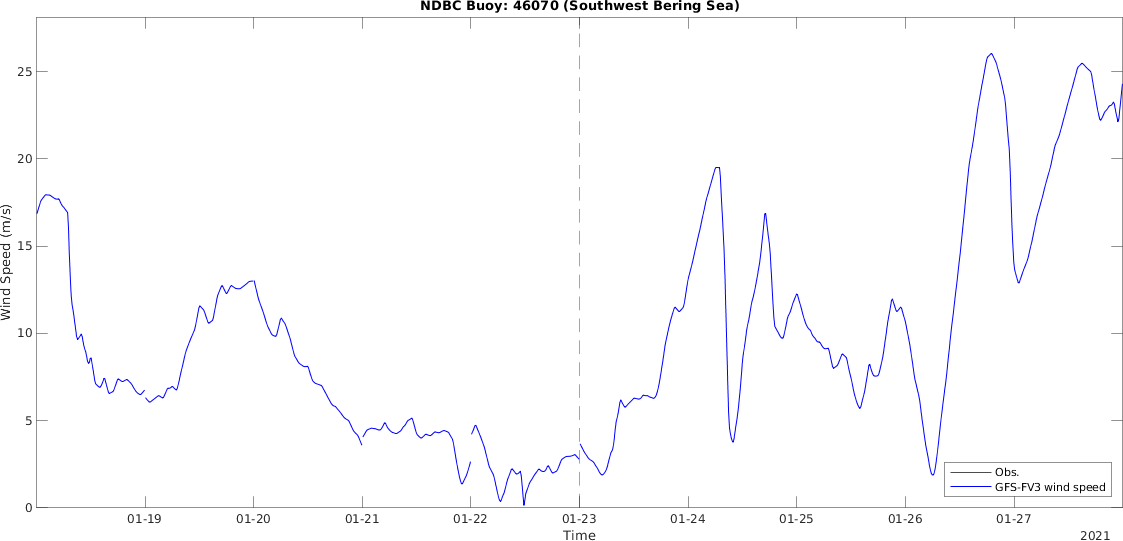 NDBC Buoy: 46070 (Southwest Bering Sea)
Wind Speed (m/s)
25
20
15
10
5
0
01-19 01-20 01-21 01-22 01-23 01-24 01-25 01-26 01-27
Time
2021
Obs.
GFS-FV3 wind speed